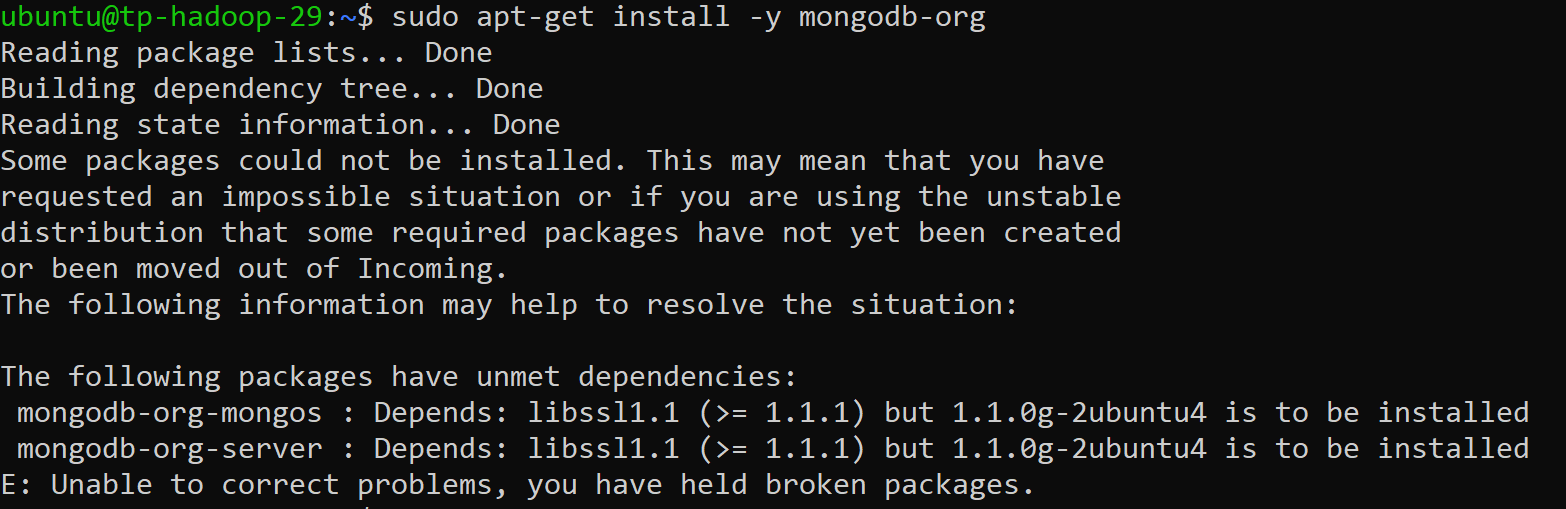 ubuntu@tp-hadoop-29:~$ sudo apt-get install -y mongodb-org
Reading package lists... Done
Building dependency tree... Done
Reading state information... Done
Some packages could not be installed. This may mean that you have
requested an impossible situation or if you are using the unstable
distribution that some required packages have not yet been created
or been moved out of Incoming.
The following information may help to resolve the situation:

The following packages have unmet dependencies:
 mongodb-org-mongos : Depends: libssl1.1 (>= 1.1.1) but 1.1.0g-2ubuntu4 is to be installed
 mongodb-org-server : Depends: libssl1.1 (>= 1.1.1) but 1.1.0g-2ubuntu4 is to be installed
E: Unable to correct problems, you have held broken packages.